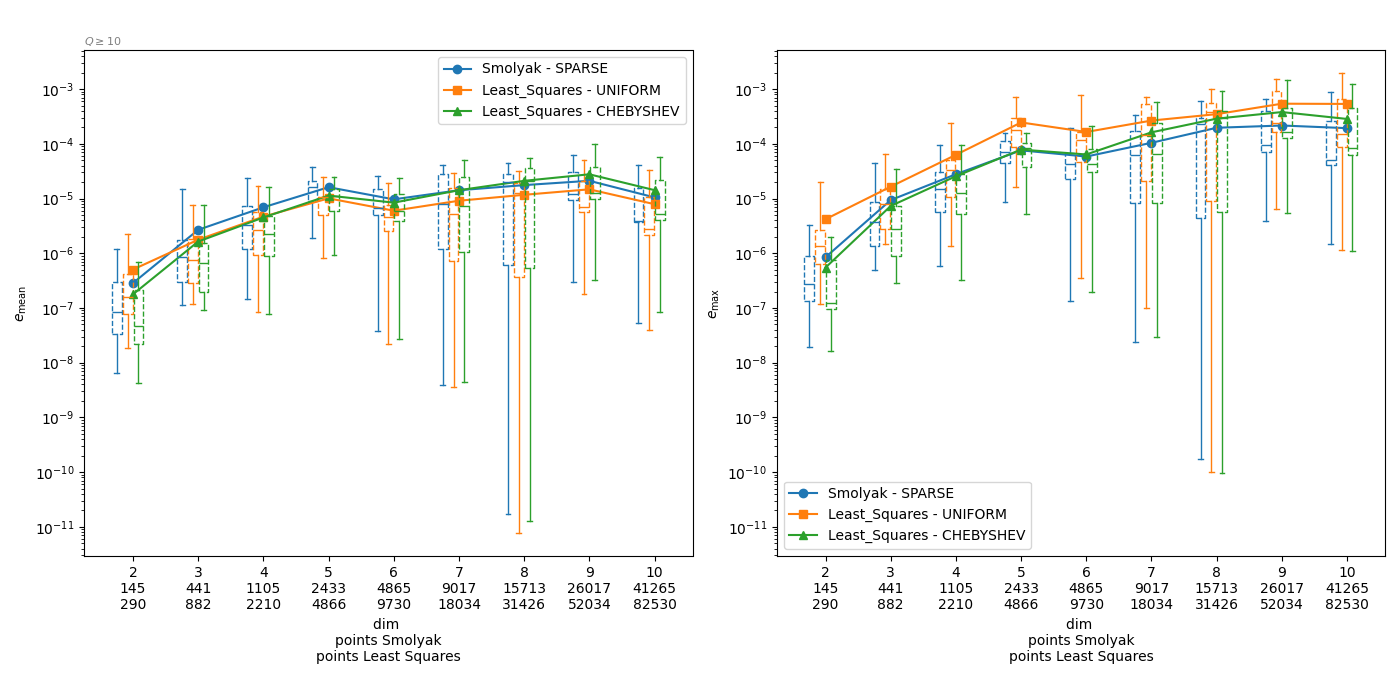 Q ≥ 10
10⁻³
10⁻⁴
10⁻⁵
10⁻⁶
10⁻⁷
10⁻⁸
10⁻⁹
10⁻¹⁰
10⁻¹¹
e_mean
Smolyak - SPARSE
Least_Squares - UNIFORM
Least_Squares - CHEBYSHEV
2 3 4 5 6 7 8 9 10
145 441 1105 2433 4865 9017 15713 26017 41265
290 882 2210 4866 9730 18034 31426 52034 82530
dim
points Smolyak
points Least Squares
10⁻³
10⁻⁴
10⁻⁵
10⁻⁶
10⁻⁷
10⁻⁸
10⁻⁹
10⁻¹⁰
10⁻¹¹
e_max
Smolyak - SPARSE
Least_Squares - UNIFORM
Least_Squares - CHEBYSHEV
2 3 4 5 6 7 8 9 10
145 441 1105 2433 4865 9017 15713 26017 41265
290 882 2210 4866 9730 18034 31426 52034 82530
dim
points Smolyak
points Least Squares